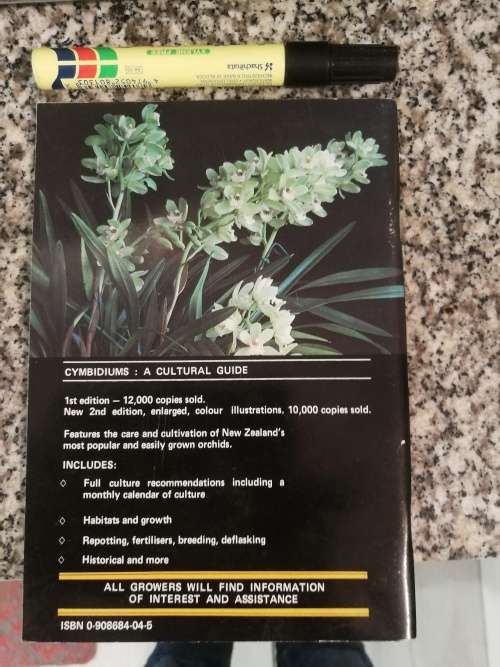 XYLENE FREE
Shachihata
CYMBIDIUMS : A CULTURAL GUIDE
1st edition — 12,000 copies sold.
New 2nd edition, enlarged, colour illustrations, 10,000 copies sold.
Features the care and cultivation of New Zealand's
most popular and easily grown orchids.
INCLUDES:
◊ Full culture recommendations including a
monthly calendar of culture
◊ Habitats and growth
◊ Repotting, fertilisers, breeding, deflasking
◊ Historical and more
ALL GROWERS WILL FIND INFORMATION
OF INTEREST AND ASSISTANCE
ISBN 0-908684-04-5